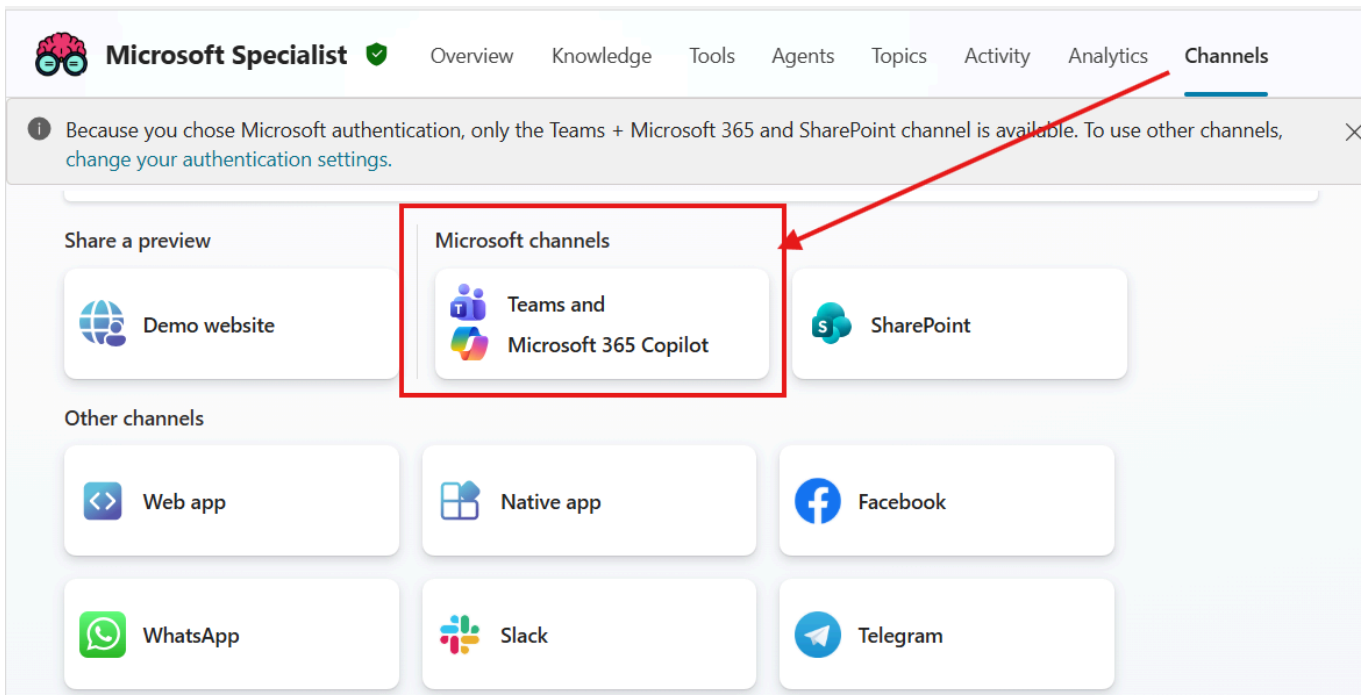 Microsoft Specialist
Overview
Knowledge
Tools
Agents
Topics
Activity
Analytics
Channels
Because you chose Microsoft authentication, only the Teams + Microsoft 365 and SharePoint channel is available. To use other channels,
change your authentication settings.
Share a preview
Microsoft channels
Demo website
Teams and
Microsoft 365 Copilot
SharePoint
Other channels
Web app
Native app
Facebook
WhatsApp
Slack
Telegram